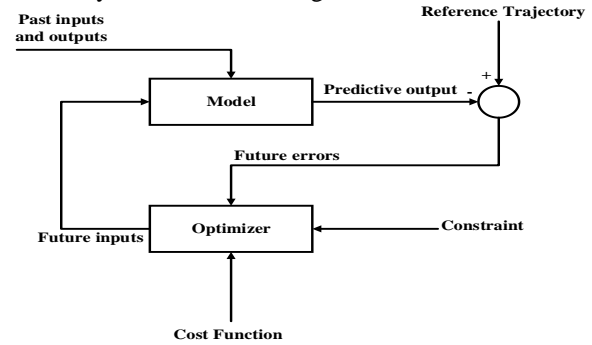 Reference Trajectory
Past inputs
and outputs
+
Model
Predictive output
-
Future errors
Optimizer
Constraint
Future inputs
Cost Function